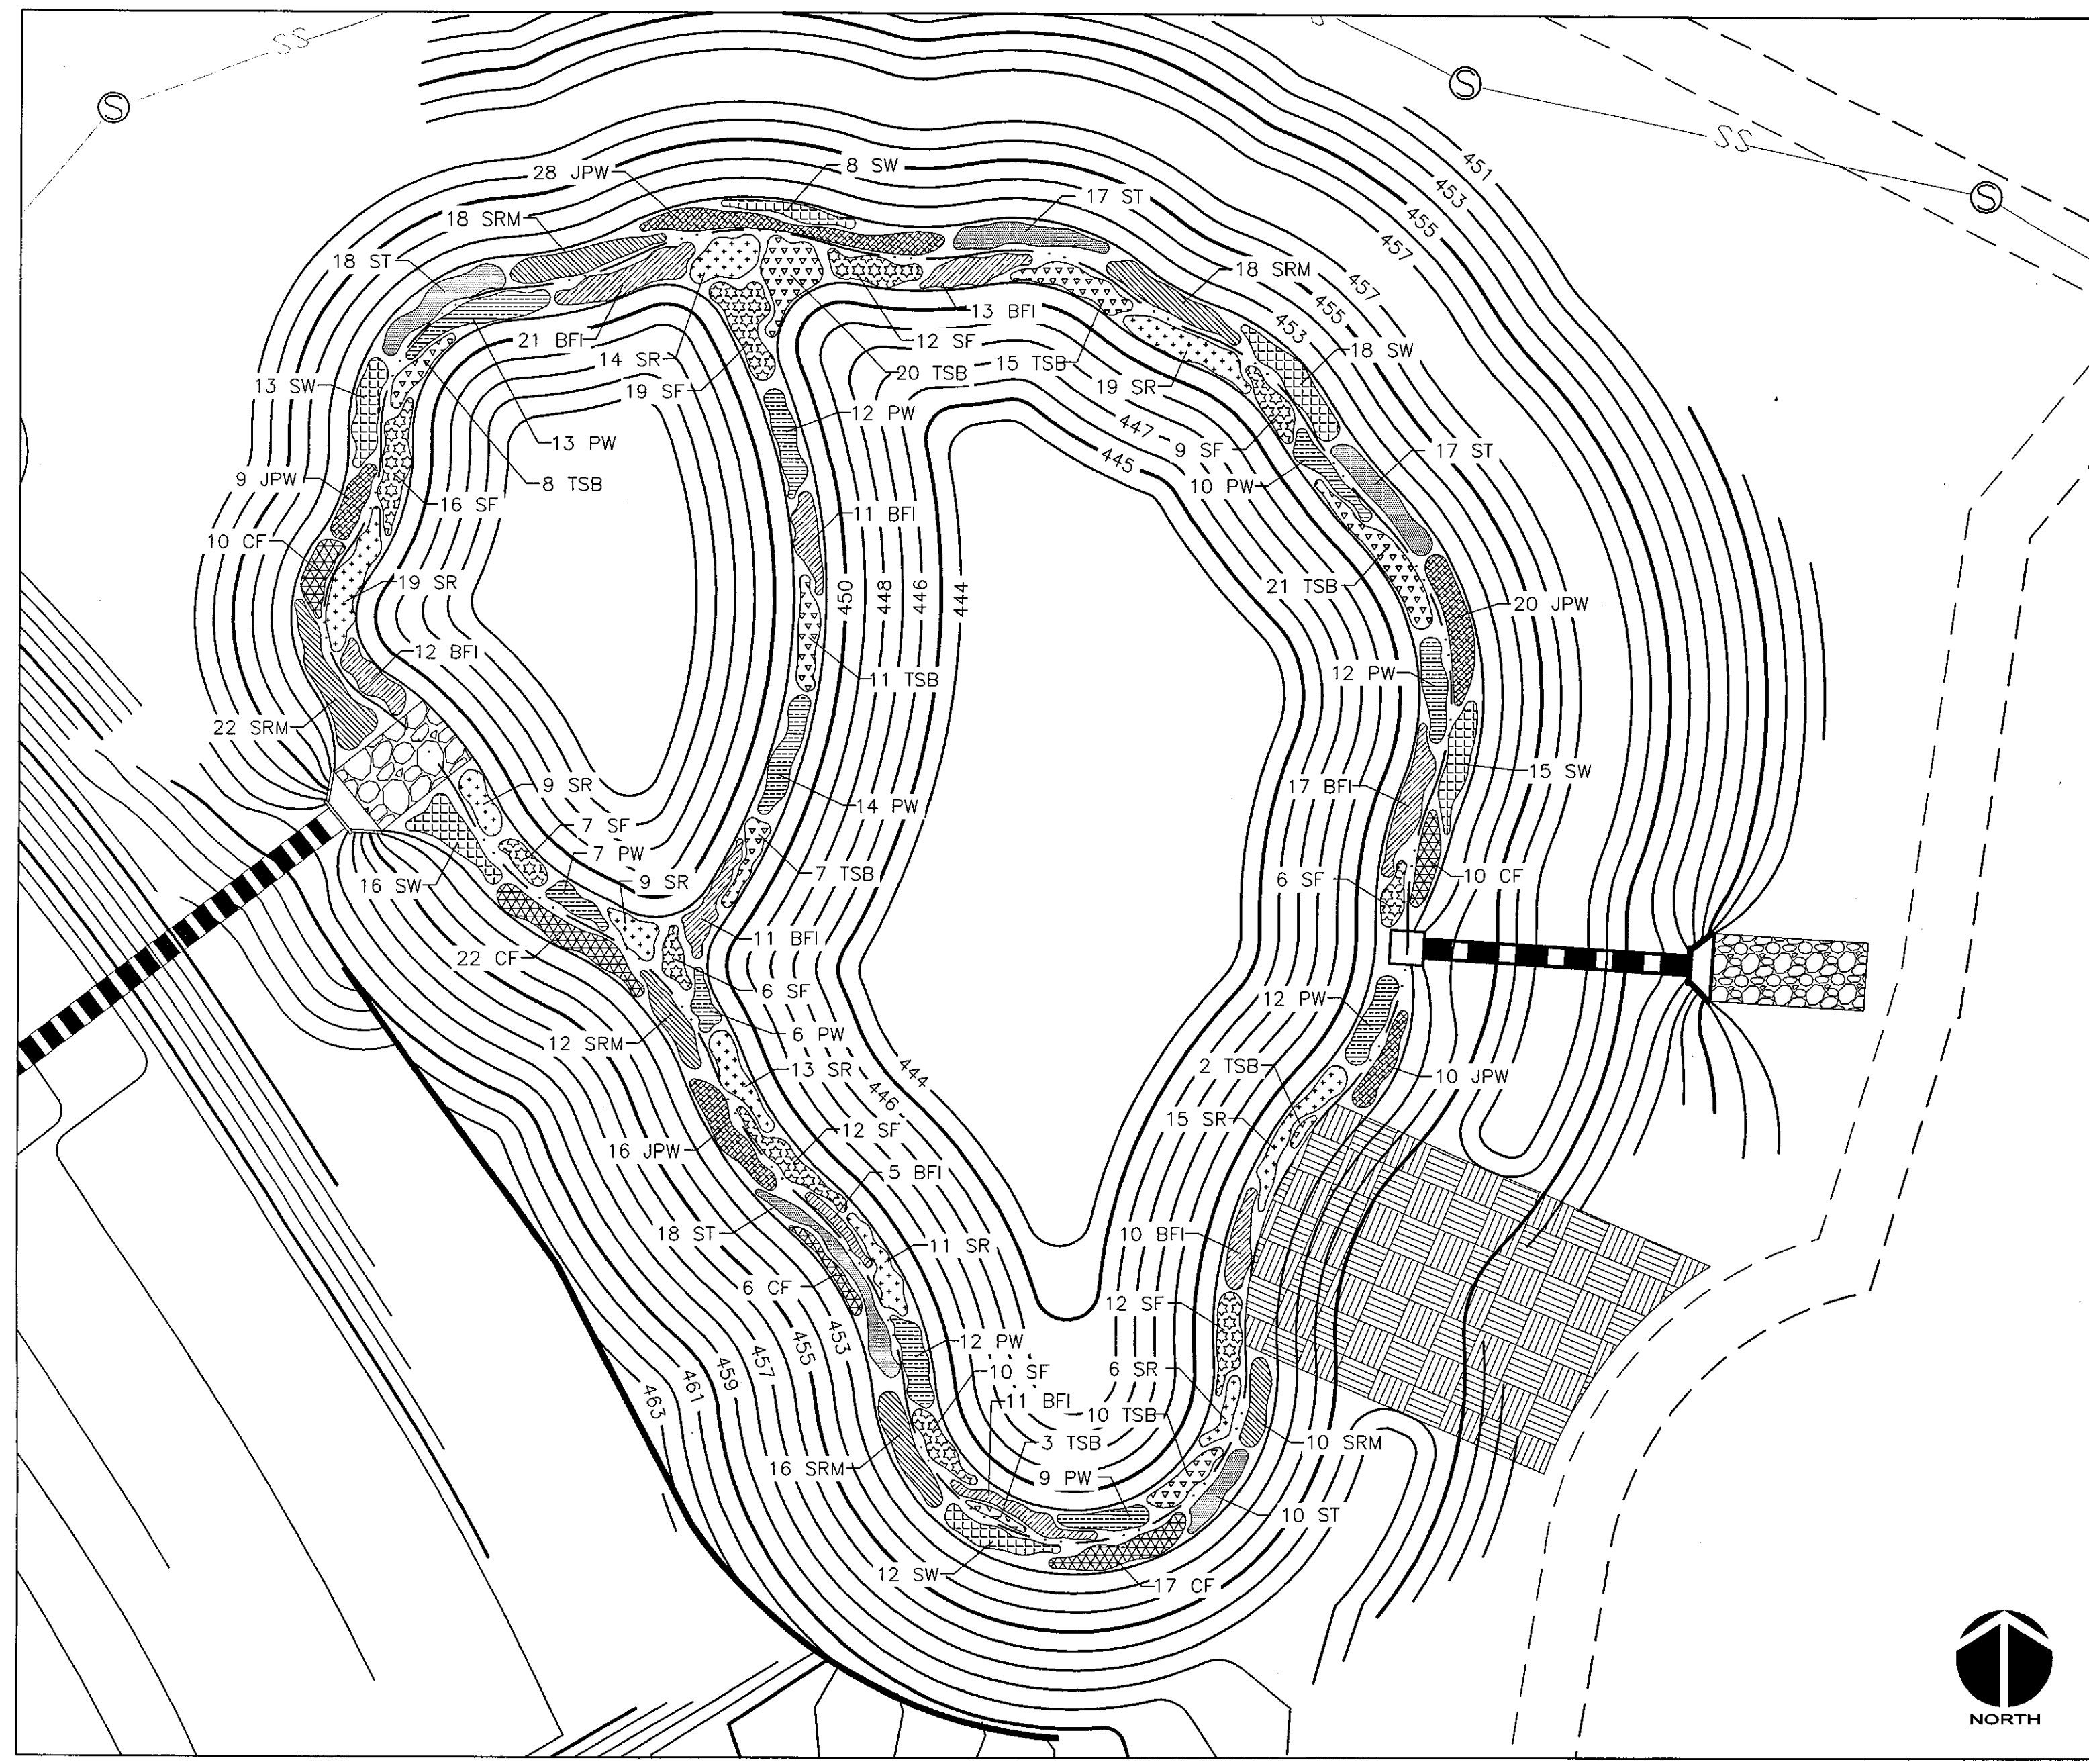 SS
S
S
SS
S
28 JPW
8 SW
451
453
455
457
18 SRM
17 ST
18 ST
18 SRM
457
455
453
21 BFI
13 BFI
14 SR
12 SF
18 SW
13 SW
19 SF
20 TSB
15 TSB
19 SR
12 PW
447
13 PW
9 SF
17 ST
445
9 JPW
8 TSB
10 PW
16 SF
11 BFI
10 CF
19 SR
450
448
446
444
21 TSB
20 JPW
12 BFI
11 TSB
12 PW
22 SRM
15 SW
9 SR
14 PW
17 BFI
7 SF
7 PW
16 SW
9 SR
7 TSB
6 SF
10 CF
11 BFI
22 CF
6 SF
12 PW
6 PW
12 SRM
13 SR
444
446
2 TSB
10 JPW
15 SR
12 SF
16 JPW
5 BFI
18 ST
11 SR
10 BFI
6 CF
12 SF
453
455
457
459
461
463
12 PW
10 SF
6 SR
11 BFI
10 TSB
3 TSB
10 SRM
16 SRM
9 PW
10 ST
12 SW
17 CF
NORTH